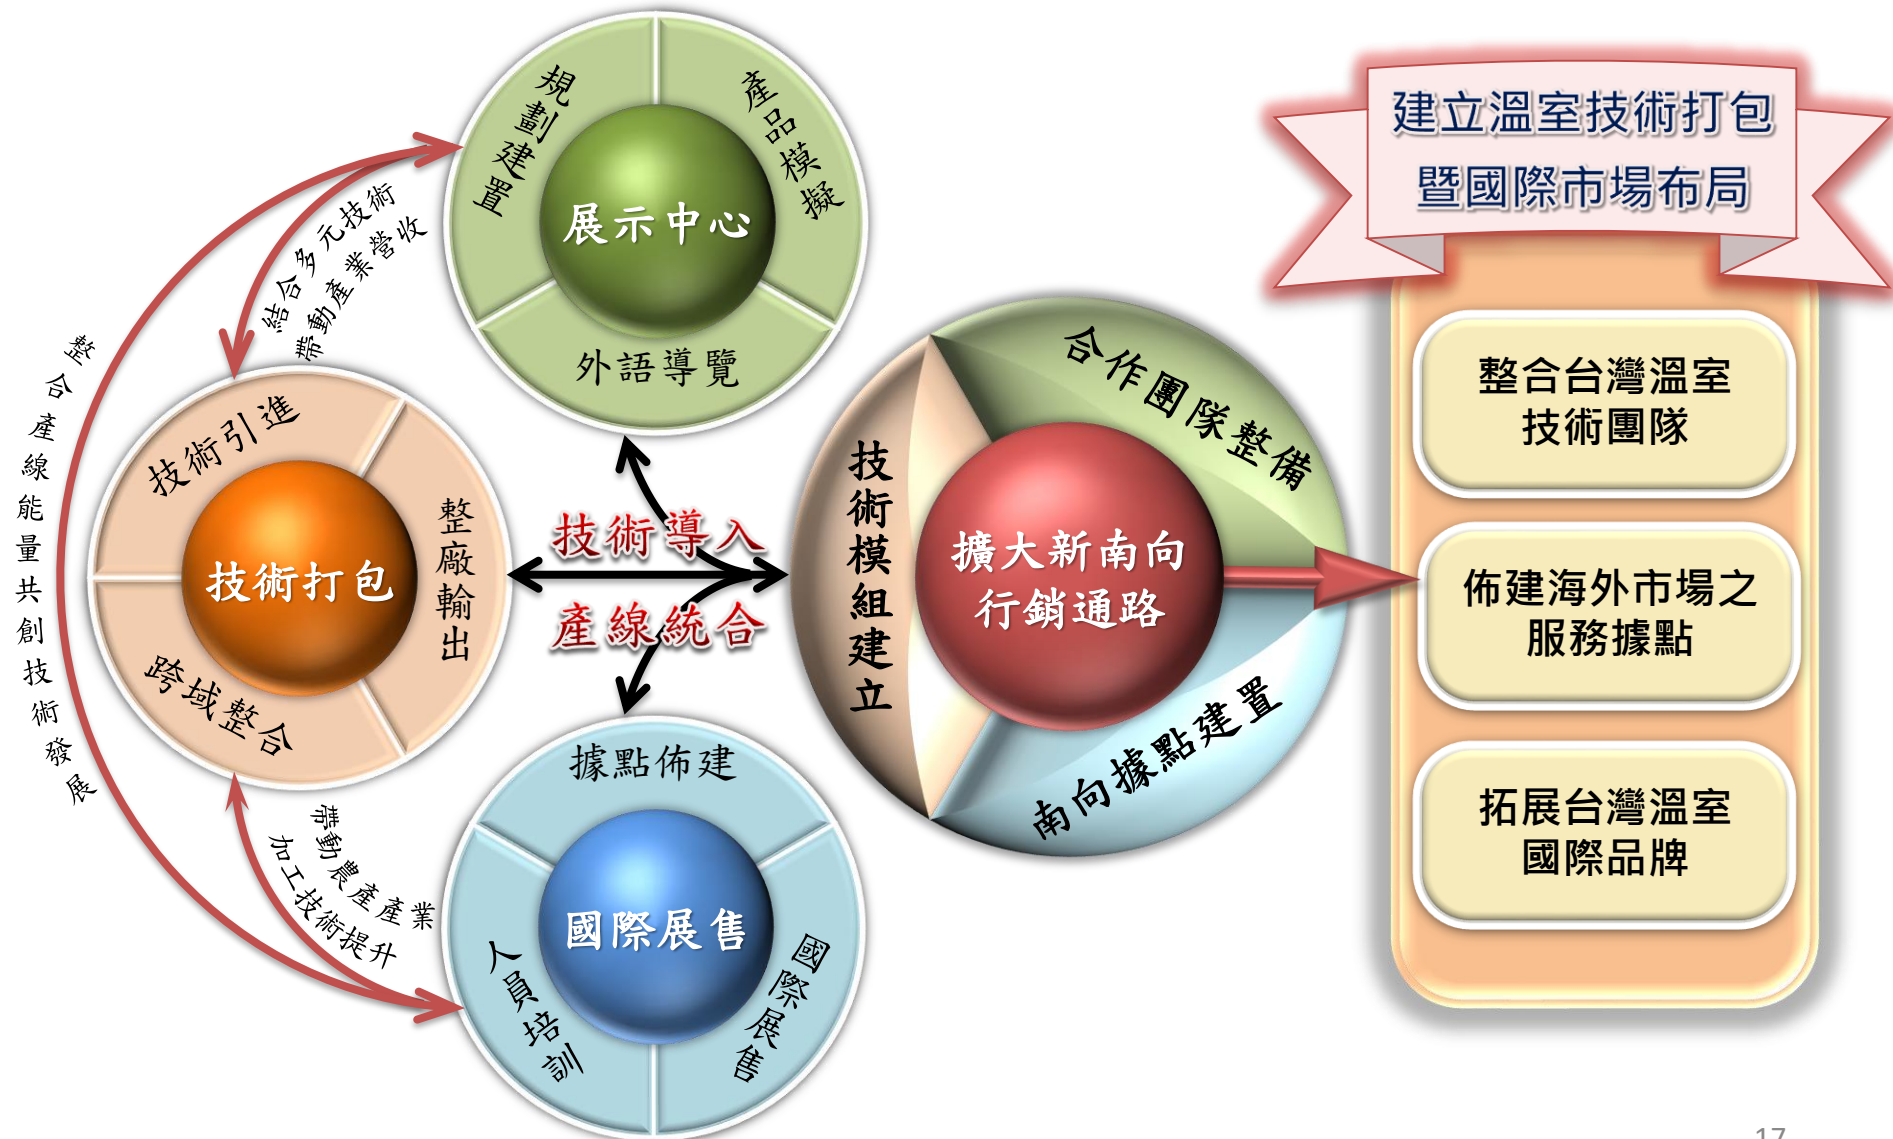 規劃建置
產品模擬
展示中心
外語導覽
結合多元技術
帶動產業營收
整合產線能量共創技術發展
技術引進
整廠輸出
技術打包
跨域整合
帶動農產產業
加工技術提升
據點佈建
國際展售
人員培訓
國際展售
技術導入
產線統合
合作團隊整備
技術模組建立
擴大新南向
行銷通路
南向據點建置
建立溫室技術打包
暨國際市場布局
整合台灣溫室
技術團隊
佈建海外市場之
服務據點
拓展台灣溫室
國際品牌
17